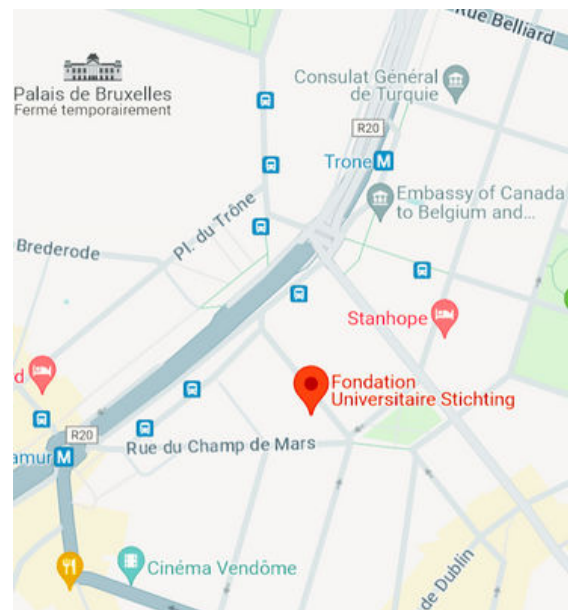 Rue Belliard
Consulat Général
de Turquie
Palais de Bruxelles
Fermé temporairement
R20
Trone M
Embassy of Canada
to Belgium and...
Pl. du Trône
Brederode
Stanhope
d
Fondation
Universitaire Stichting
R20
Rue du Champ de Mars
amur M
Cinéma Vendôme
de Dublin